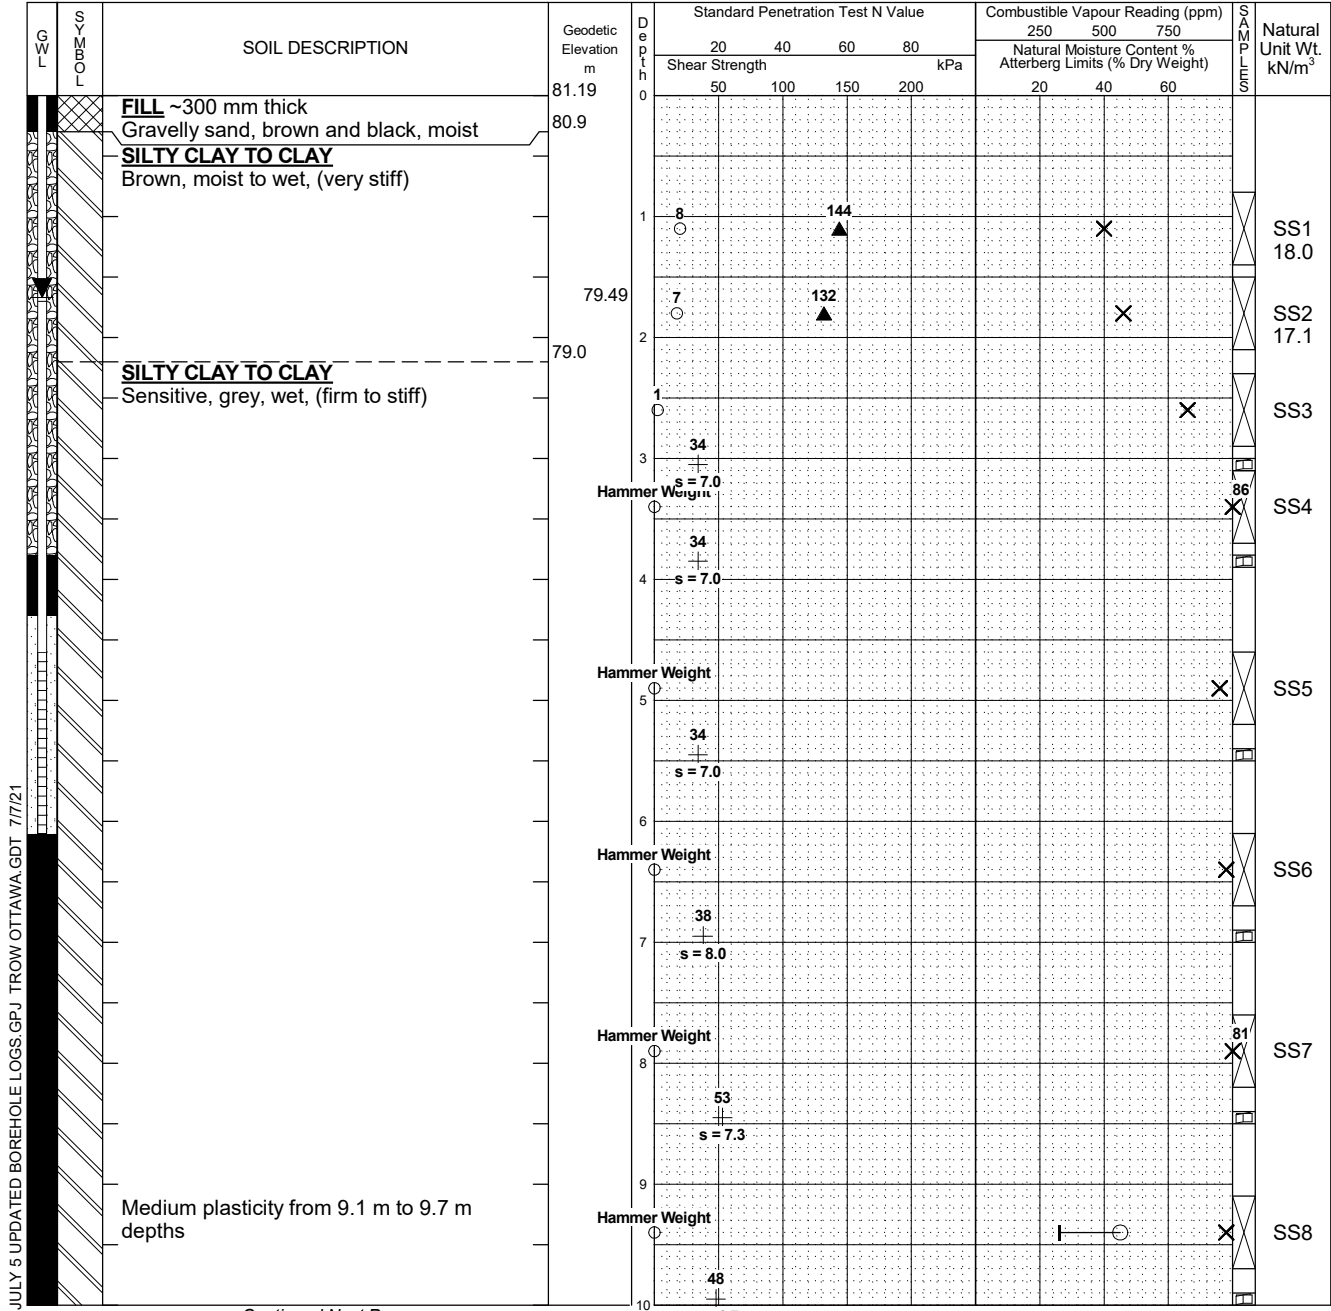 GWL
SYMBOL
SOIL DESCRIPTION
Geodetic
Elevation
m
Depth
Standard Penetration Test N Value
20 40 60 80
Shear Strength kPa
50 100 150 200
Combustible Vapour Reading (ppm)
250 500 750
Natural Moisture Content %
Atterberg Limits (% Dry Weight)
20 40 60
SAMPLES
Natural
Unit Wt.
kN/m³
81.19
0
FILL ~300 mm thick
Gravelly sand, brown and black, moist
80.9
SILTY CLAY TO CLAY
Brown, moist to wet, (very stiff)
1
8
144
SS1
18.0
79.49
7
132
SS2
17.1
2
79.0
SILTY CLAY TO CLAY
Sensitive, grey, wet, (firm to stiff)
1
SS3
3
34
s = 7.0
Hammer Weight
86
SS4
34
4
s = 7.0
Hammer Weight
SS5
5
34
s = 7.0
6
Hammer Weight
SS6
38
7
s = 8.0
Hammer Weight
81
SS7
8
53
s = 7.3
9
Medium plasticity from 9.1 m to 9.7 m
depths
Hammer Weight
SS8
48
10
JULY 5 UPDATED BOREHOLE LOGS.GPJ TROW OTTAWA.GDT 7/7/21